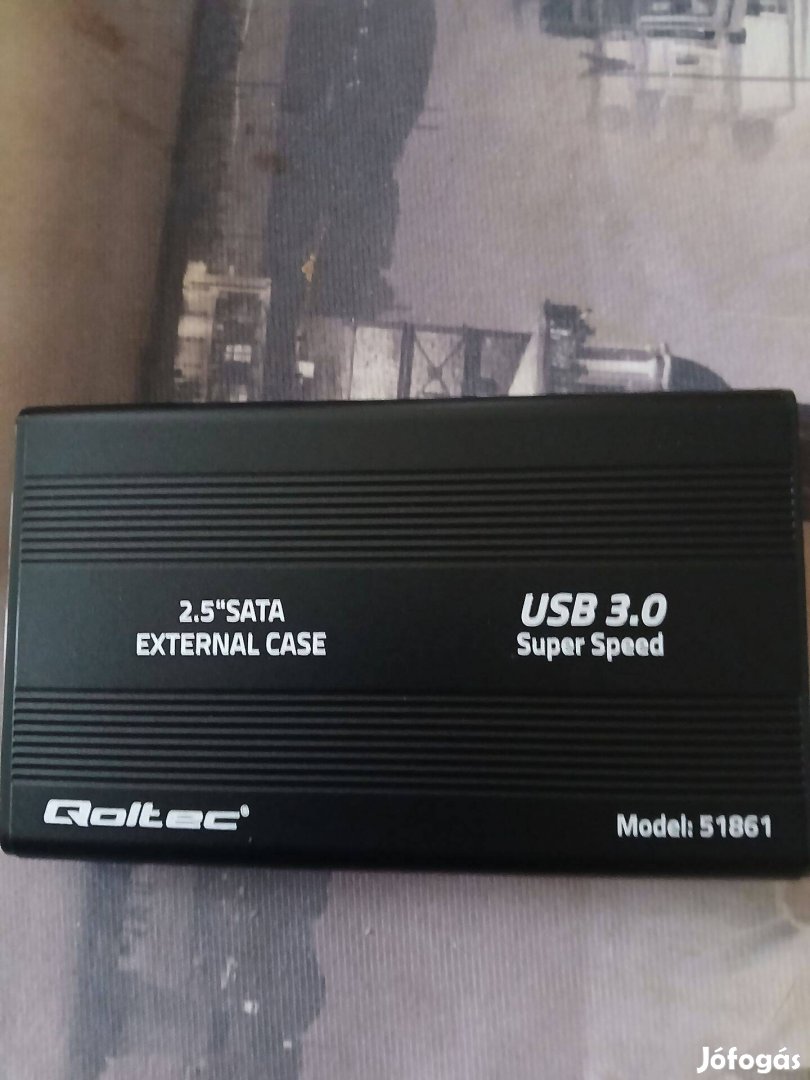 2.5"SATA
EXTERNAL CASE
USB 3.0
Super Speed
Qoltec®
Model: 51861
Jófogás